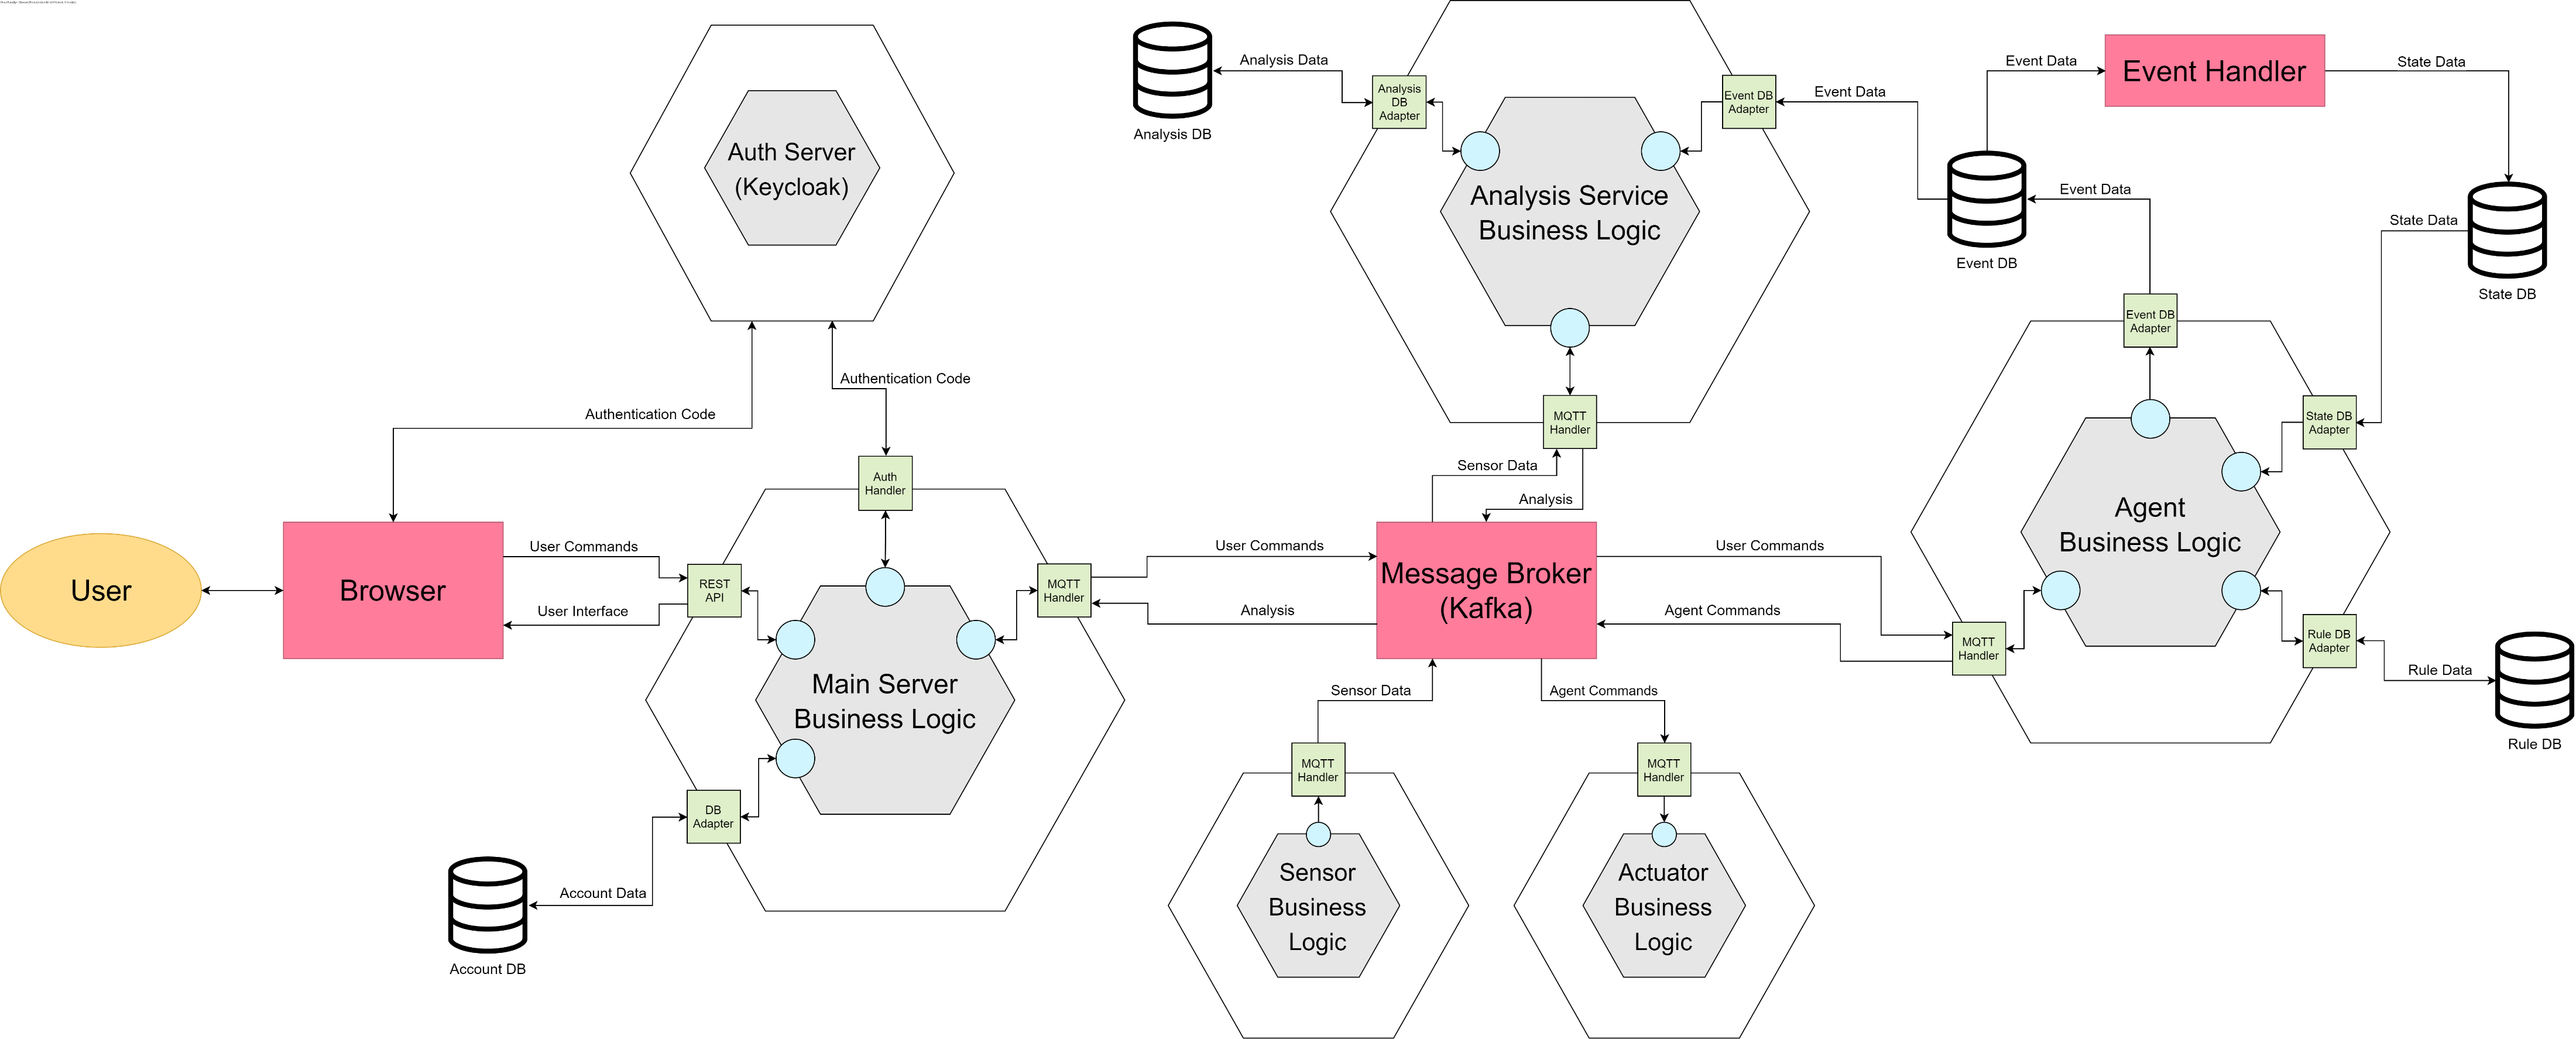 Auth Server
(Keycloak)
Analysis DB
Analysis Data
Analysis
DB
Adapter
Event DB
Adapter
Event Data
Event Data
Event Handler
State Data
Analysis Service
Business Logic
Event Data
Event DB
State Data
State DB
Event DB
Adapter
Authentication Code
Authentication Code
MQTT
Handler
State DB
Adapter
Sensor Data
Analysis
Auth
Handler
Agent
Business Logic
User
Browser
User Commands
User Interface
REST
API
MQTT
Handler
User Commands
Analysis
Message Broker
(Kafka)
User Commands
Agent Commands
MQTT
Handler
Rule DB
Adapter
Rule Data
Rule DB
Main Server
Business Logic
Sensor Data
Agent Commands
DB
Adapter
MQTT
Handler
MQTT
Handler
Account Data
Account DB
Sensor
Business
Logic
Actuator
Business
Logic